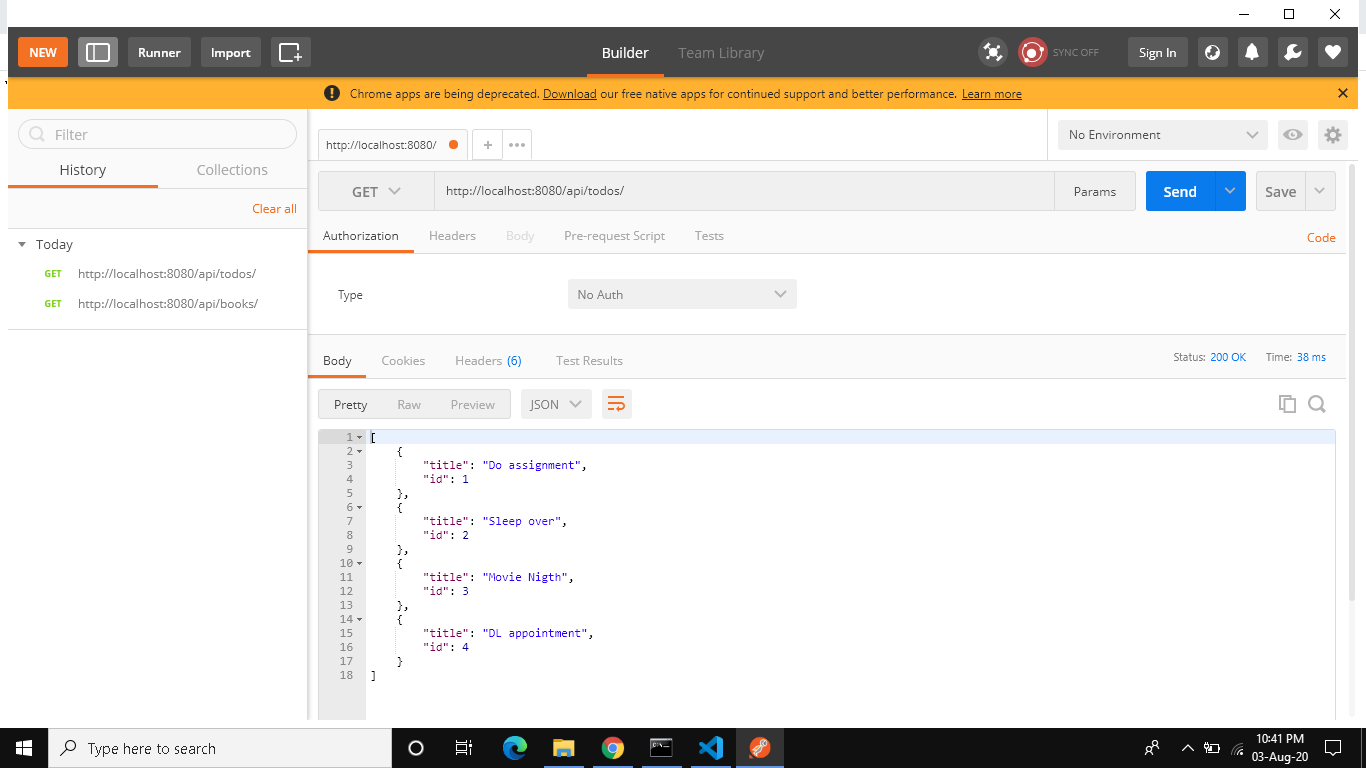 NEW Runner Import Builder Team Library SYNC OFF Sign In
! Chrome apps are being deprecated. Download our free native apps for continued support and better performance. Learn more
Filter
History Collections
Clear all
Today
GET http://localhost:8080/api/todos/
GET http://localhost:8080/api/books/
http://localhost:8080/ + ••• No Environment
GET http://localhost:8080/api/todos/ Params Send Save
Authorization Headers Body Pre-request Script Tests Code
Type No Auth
Body Cookies Headers (6) Test Results Status: 200 OK Time: 38 ms
Pretty Raw Preview JSON
1 [
2 {
3 "title": "Do assignment",
4 "id": 1
5 },
6 {
7 "title": "Sleep over",
8 "id": 2
9 },
10 {
11 "title": "Movie Nigth",
12 "id": 3
13 },
14 {
15 "title": "DL appointment",
16 "id": 4
17 }
18 ]
Type here to search
10:41 PM
03-Aug-20